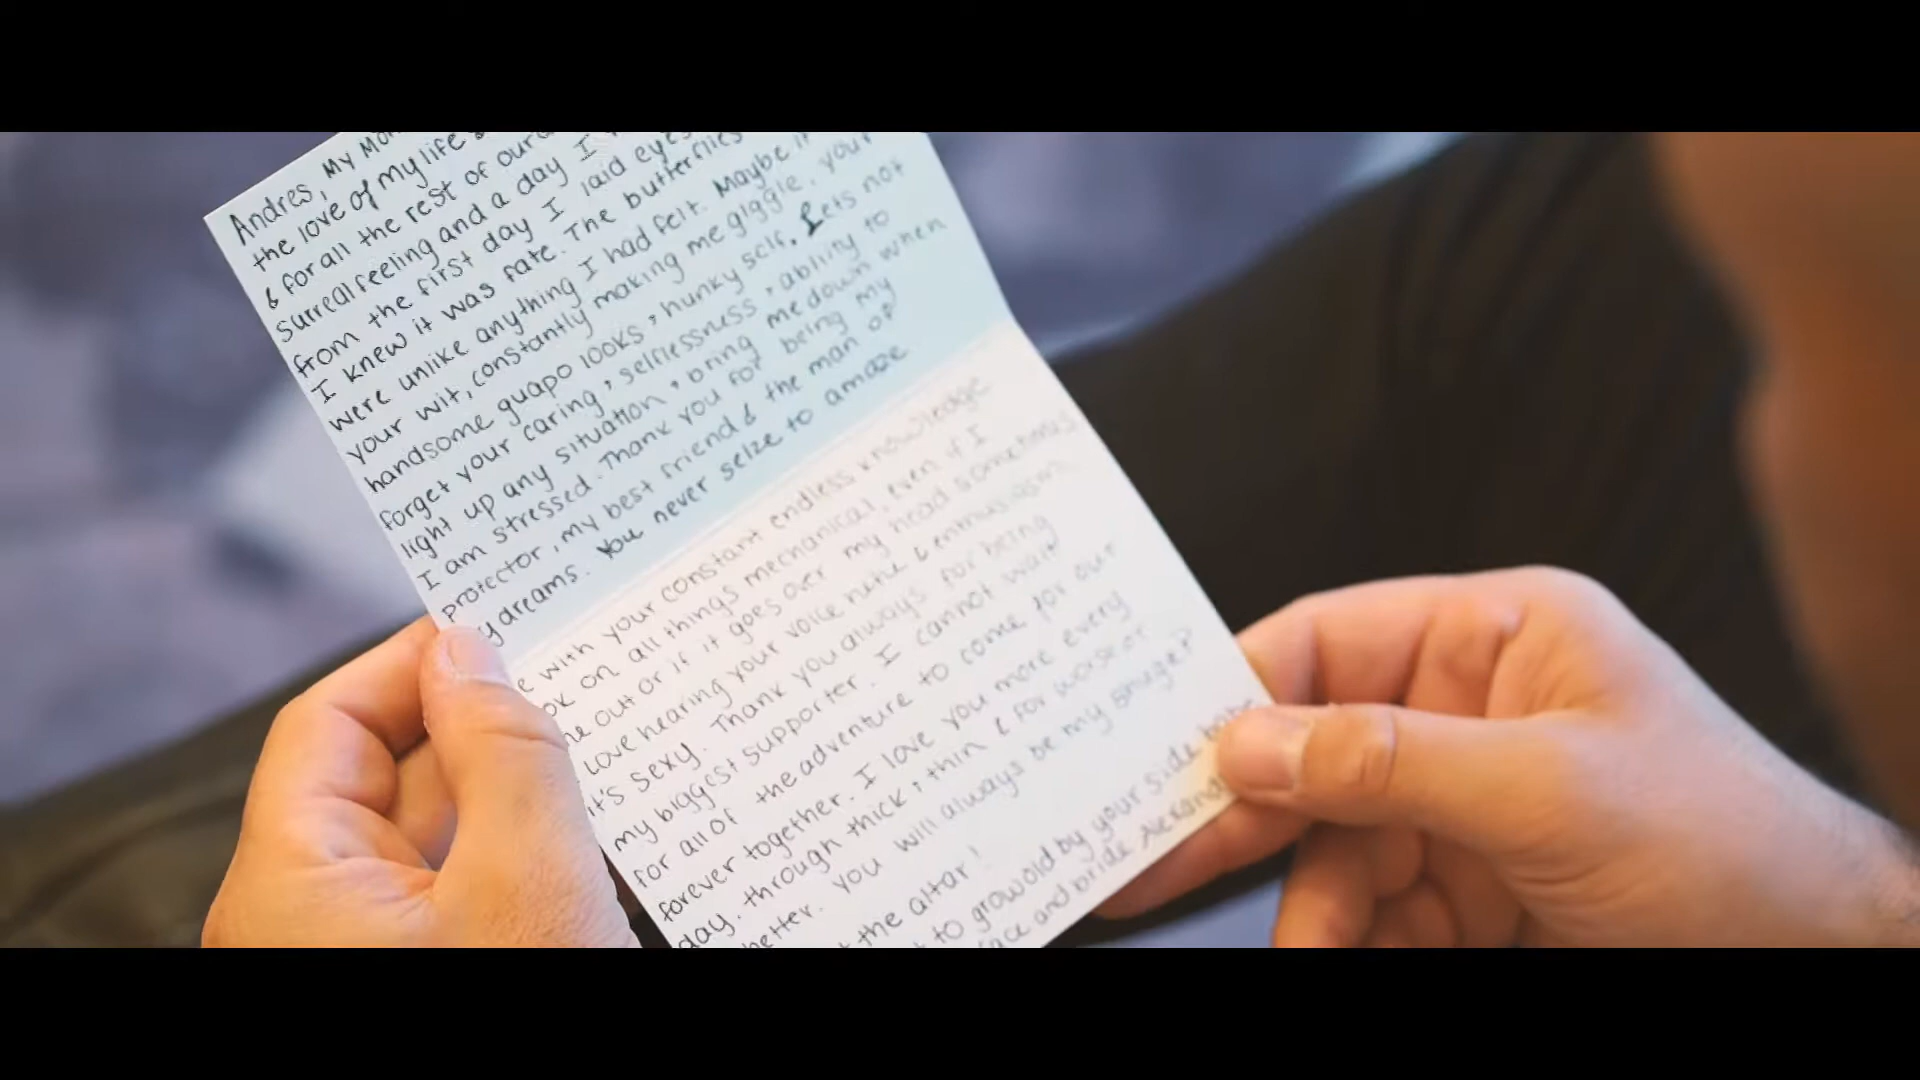 Andres, My
the love of my life
& for all the rest of our
surreal feeling and a day I
from the first day I laid eyes
I knew it was fate. The butterflies
were unlike anything I had felt. Maybe
your wit, constantly making me giggle, your
handsome guapo looks, hunky self. Lets not
forget your caring, selflessness, ability to
light up any situation, bring me down when
I am stressed. Thank you for being my
protector, my best friend & the man of
y dreams. You never seize to amaze
e with your constant endless knowledge
ok on all things mechanical, even if I
ne out or if it goes over my head sometimes
love hearing your voice & enthusiasm
it's sexy. Thank you always for being
my biggest supporter. I cannot wait
for all of the adventure to come for our
forever together. I love you more every
day. through thick, thin & for worse or
better. You will always be my
the altar!
to grow old by your side babe
face and bride